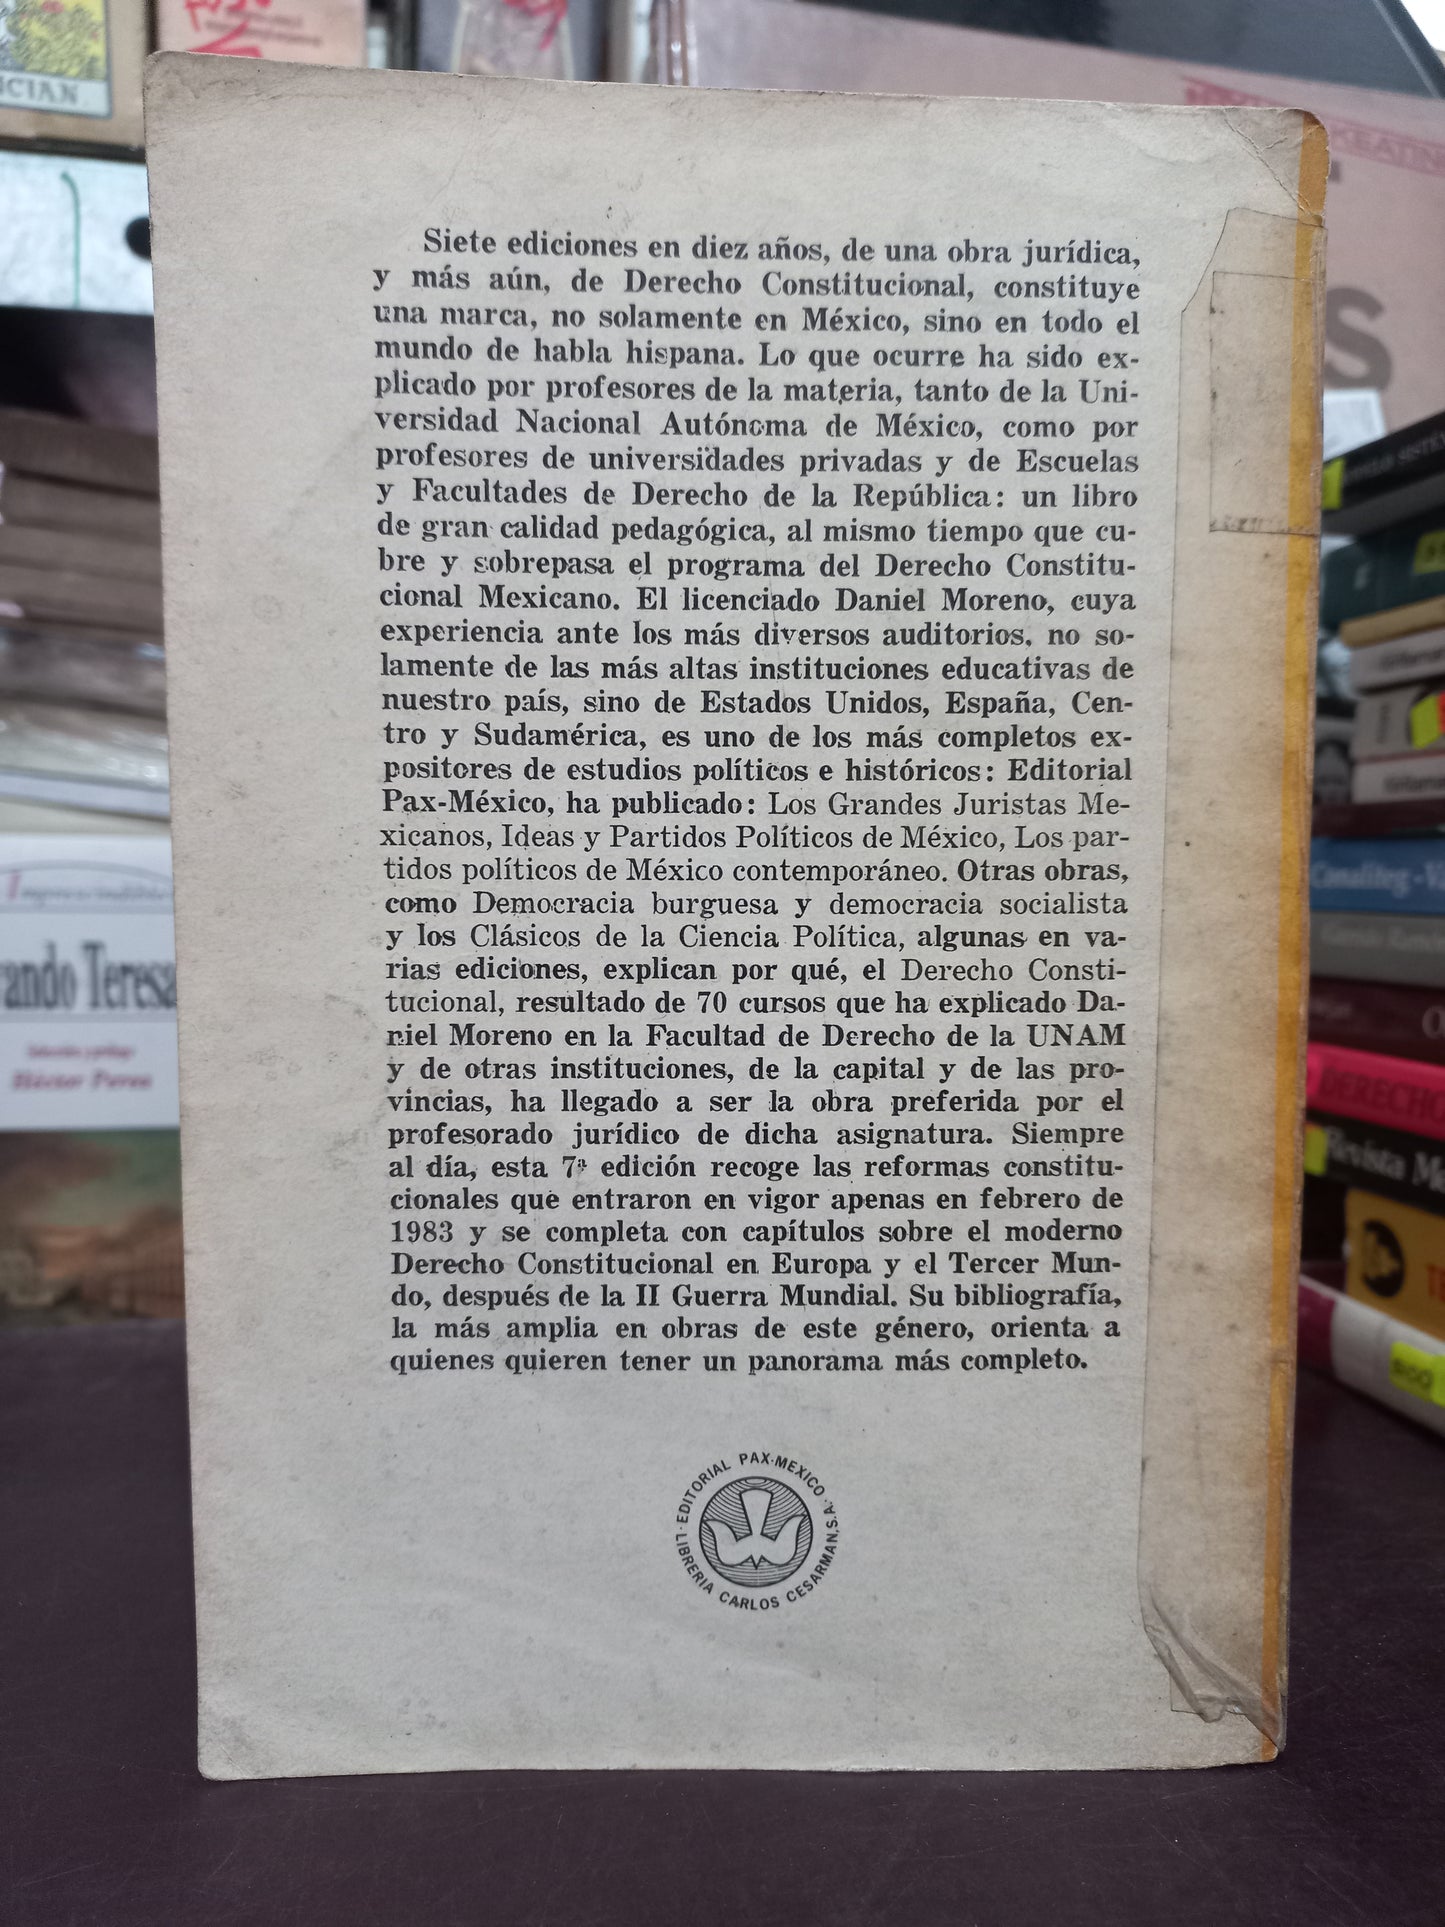 Siete ediciones en diez años, de una obra jurídica,
y más aún, de Derecho Constitucional, constituye
una marca, no solamente en México, sino en todo el
mundo de habla hispana. Lo que ocurre ha sido ex-
plicado por profesores de la materia, tanto de la Uni-
versidad Nacional Autónoma de México, como por
profesores de universidades privadas y de Escuelas
y Facultades de Derecho de la República: un libro
de gran calidad pedagógica, al mismo tiempo que cu-
bre y sobrepasa el programa del Derecho Constitu-
cional Mexicano. El licenciado Daniel Moreno, cuya
experiencia ante los más diversos auditorios, no so-
lamente de las más altas instituciones educativas de
nuestro país, sino de Estados Unidos, España, Cen-
tro y Sudamérica, es uno de los más completos ex-
positores de estudios políticos e históricos: Editorial
Pax-México, ha publicado: Los Grandes Juristas Me-
xicanos, Ideas y Partidos Políticos de México, Los par-
tidos políticos de México contemporáneo. Otras obras,
como Democracia burguesa y democracia socialista
y los Clásicos de la Ciencia Política, algunas en va-
rias ediciones, explican por qué, el Derecho Consti-
tucional, resultado de 70 cursos que ha explicado Da-
niel Moreno en la Facultad de Derecho de la UNAM
y de otras instituciones, de la capital y de las pro-
vincias, ha llegado a ser la obra preferida por el
profesorado jurídico de dicha asignatura. Siempre
al día, esta 7ª edición recoge las reformas constitu-
cionales que entraron en vigor apenas en febrero de
1983 y se completa con capítulos sobre el moderno
Derecho Constitucional en Europa y el Tercer Mun-
do, después de la II Guerra Mundial. Su bibliografía,
la más amplia en obras de este género, orienta a
quienes quieren tener un panorama más completo.
EDITORIAL PAX-MEXICO · LIBRERIA CARLOS CESARMAN, S.A.
ando Teresa
Héctor Perea
DERECHO
Revista
KEATIN